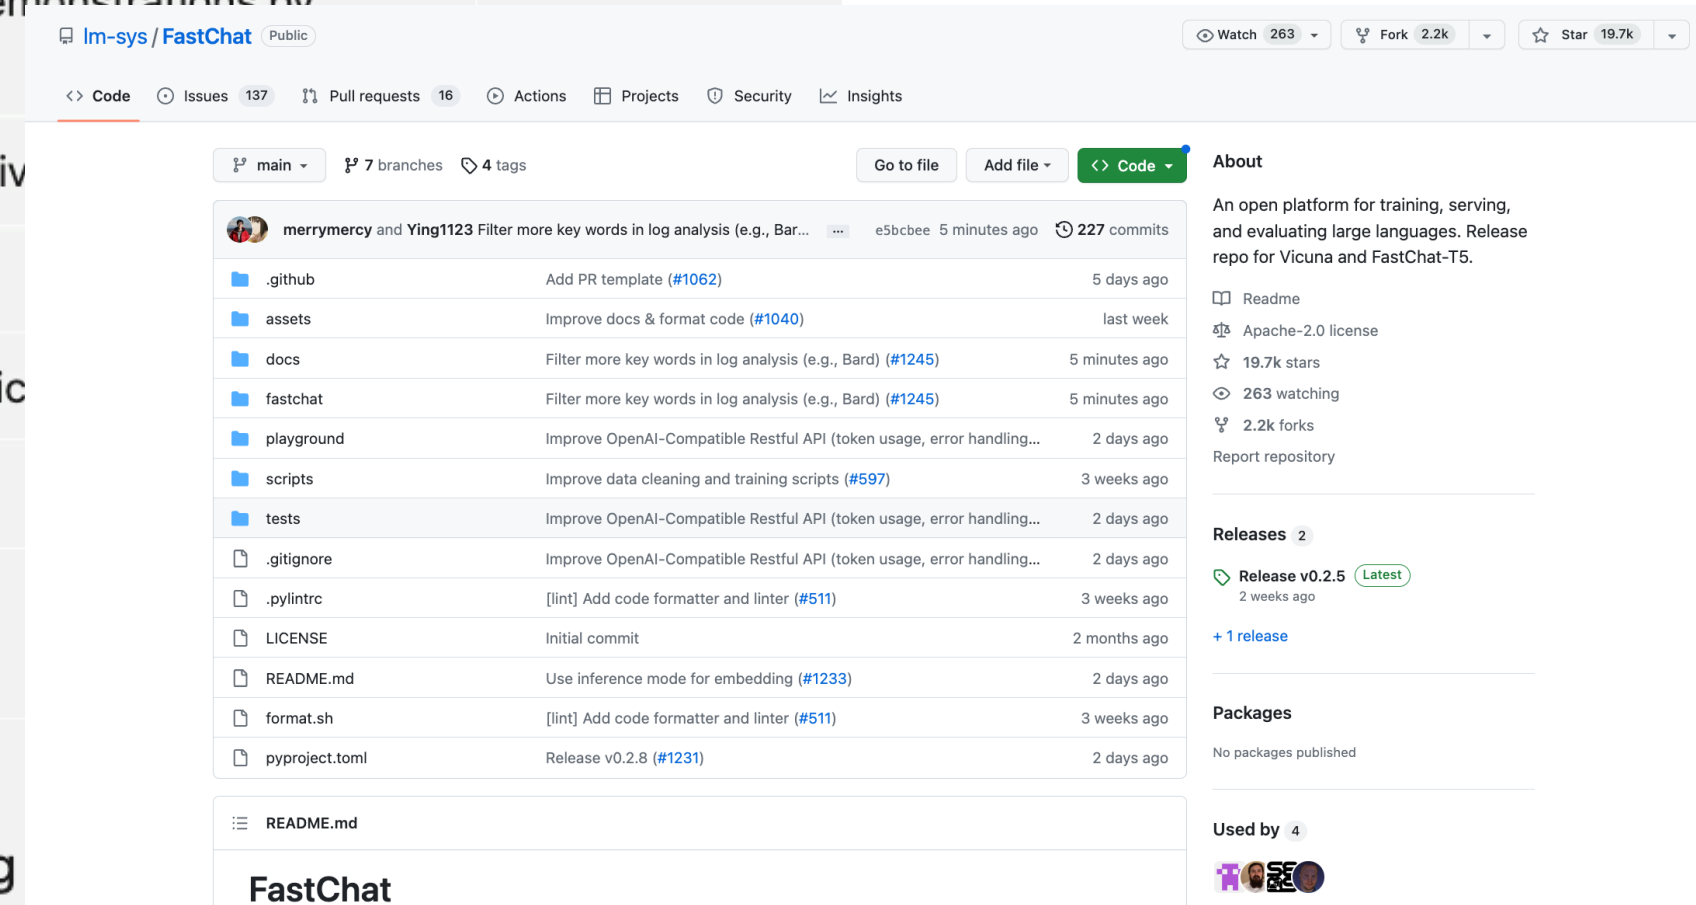 emonstrations by
lm-sys / FastChat Public
Watch 263 Fork 2.2k Star 19.7k
Code Issues 137 Pull requests 16 Actions Projects Security Insights
main 7 branches 4 tags Go to file Add file Code
merrymercy and Ying1123 Filter more key words in log analysis (e.g., Bar... ... e5bcbee 5 minutes ago 227 commits
.github Add PR template (#1062) 5 days ago
assets Improve docs & format code (#1040) last week
docs Filter more key words in log analysis (e.g., Bard) (#1245) 5 minutes ago
fastchat Filter more key words in log analysis (e.g., Bard) (#1245) 5 minutes ago
playground Improve OpenAI-Compatible Restful API (token usage, error handling... 2 days ago
scripts Improve data cleaning and training scripts (#597) 3 weeks ago
tests Improve OpenAI-Compatible Restful API (token usage, error handling... 2 days ago
.gitignore Improve OpenAI-Compatible Restful API (token usage, error handling... 2 days ago
.pylintrc [lint] Add code formatter and linter (#511) 3 weeks ago
LICENSE Initial commit 2 months ago
README.md Use inference mode for embedding (#1233) 2 days ago
format.sh [lint] Add code formatter and linter (#511) 3 weeks ago
pyproject.toml Release v0.2.8 (#1231) 2 days ago
README.md
FastChat
About
An open platform for training, serving,
and evaluating large languages. Release
repo for Vicuna and FastChat-T5.
Readme
Apache-2.0 license
19.7k stars
263 watching
2.2k forks
Report repository
Releases 2
Release v0.2.5 Latest
2 weeks ago
+ 1 release
Packages
No packages published
Used by 4